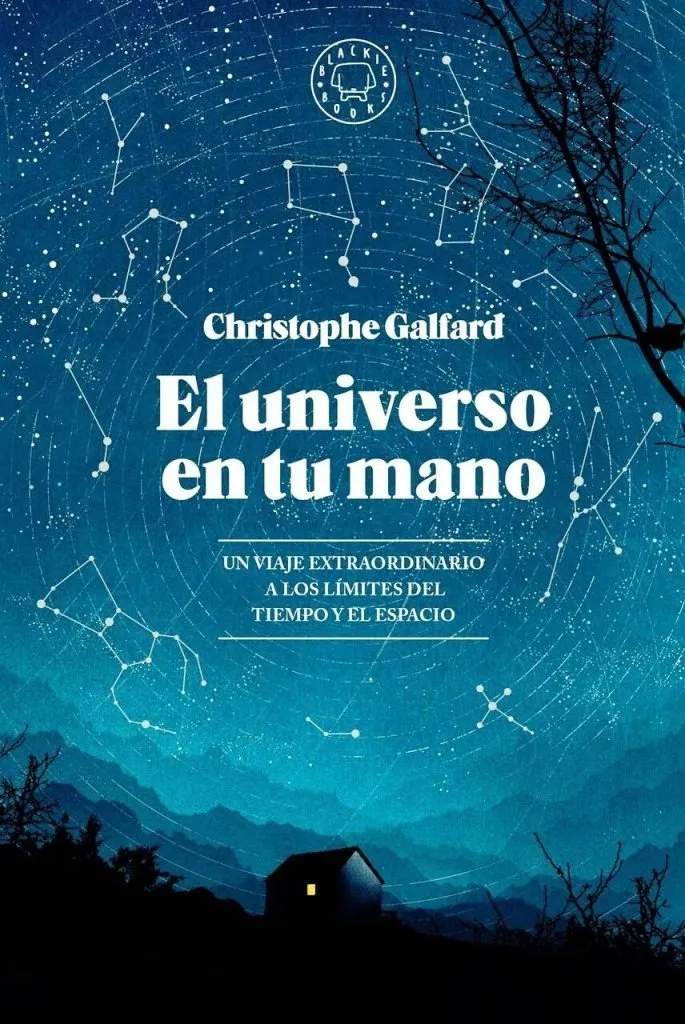 BLACKIE BOOKS
Christophe Galfard
El universo
en tu mano
UN VIAJE EXTRAORDINARIO
A LOS LÍMITES DEL
TIEMPO Y EL ESPACIO